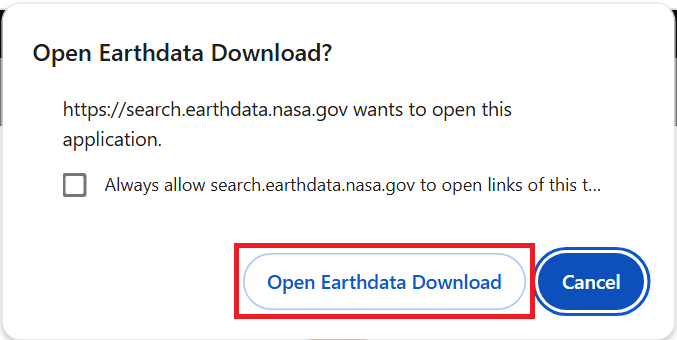 Open Earthdata Download?
https://search.earthdata.nasa.gov wants to open this
application.
Always allow search.earthdata.nasa.gov to open links of this t...
Open Earthdata Download
Cancel